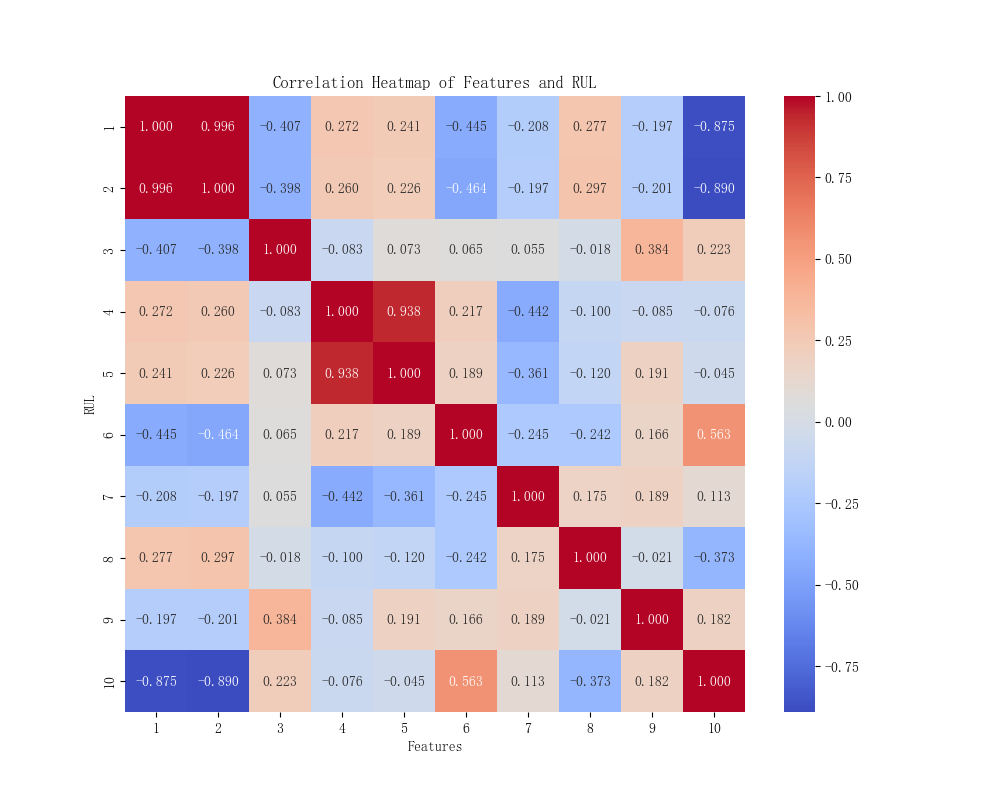 Correlation Heatmap of Features and RUL
1 1.000 0.996 -0.407 0.272 0.241 -0.445 -0.208 0.277 -0.197 -0.875
2 0.996 1.000 -0.398 0.260 0.226 -0.464 -0.197 0.297 -0.201 -0.890
3 -0.407 -0.398 1.000 -0.083 0.073 0.065 0.055 -0.018 0.384 0.223
4 0.272 0.260 -0.083 1.000 0.938 0.217 -0.442 -0.100 -0.085 -0.076
5 0.241 0.226 0.073 0.938 1.000 0.189 -0.361 -0.120 0.191 -0.045
6 -0.445 -0.464 0.065 0.217 0.189 1.000 -0.245 -0.242 0.166 0.563
7 -0.208 -0.197 0.055 -0.442 -0.361 -0.245 1.000 0.175 0.189 0.113
8 0.277 0.297 -0.018 -0.100 -0.120 -0.242 0.175 1.000 -0.021 -0.373
9 -0.197 -0.201 0.384 -0.085 0.191 0.166 0.189 -0.021 1.000 0.182
10 -0.875 -0.890 0.223 -0.076 -0.045 0.563 0.113 -0.373 0.182 1.000
1 2 3 4 5 6 7 8 9 10
Features
RUL
1.00
0.75
0.50
0.25
0.00
-0.25
-0.50
-0.75